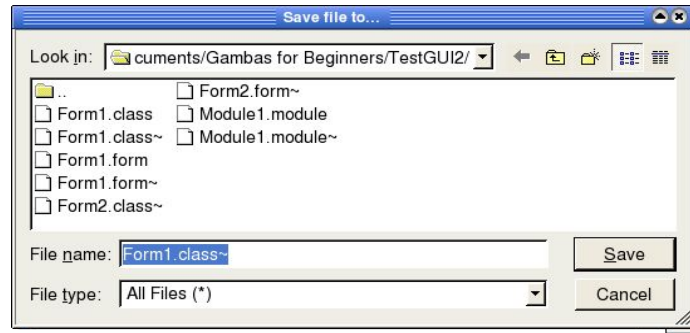 Save file to...
Look in: cuments/Gambas for Beginners/TestGUI2/
..
Form1.class
Form1.class~
Form1.form
Form1.form~
Form2.class~
Form2.form~
Module1.module
Module1.module~
File name: Form1.class~
Save
File type: All Files (*)
Cancel